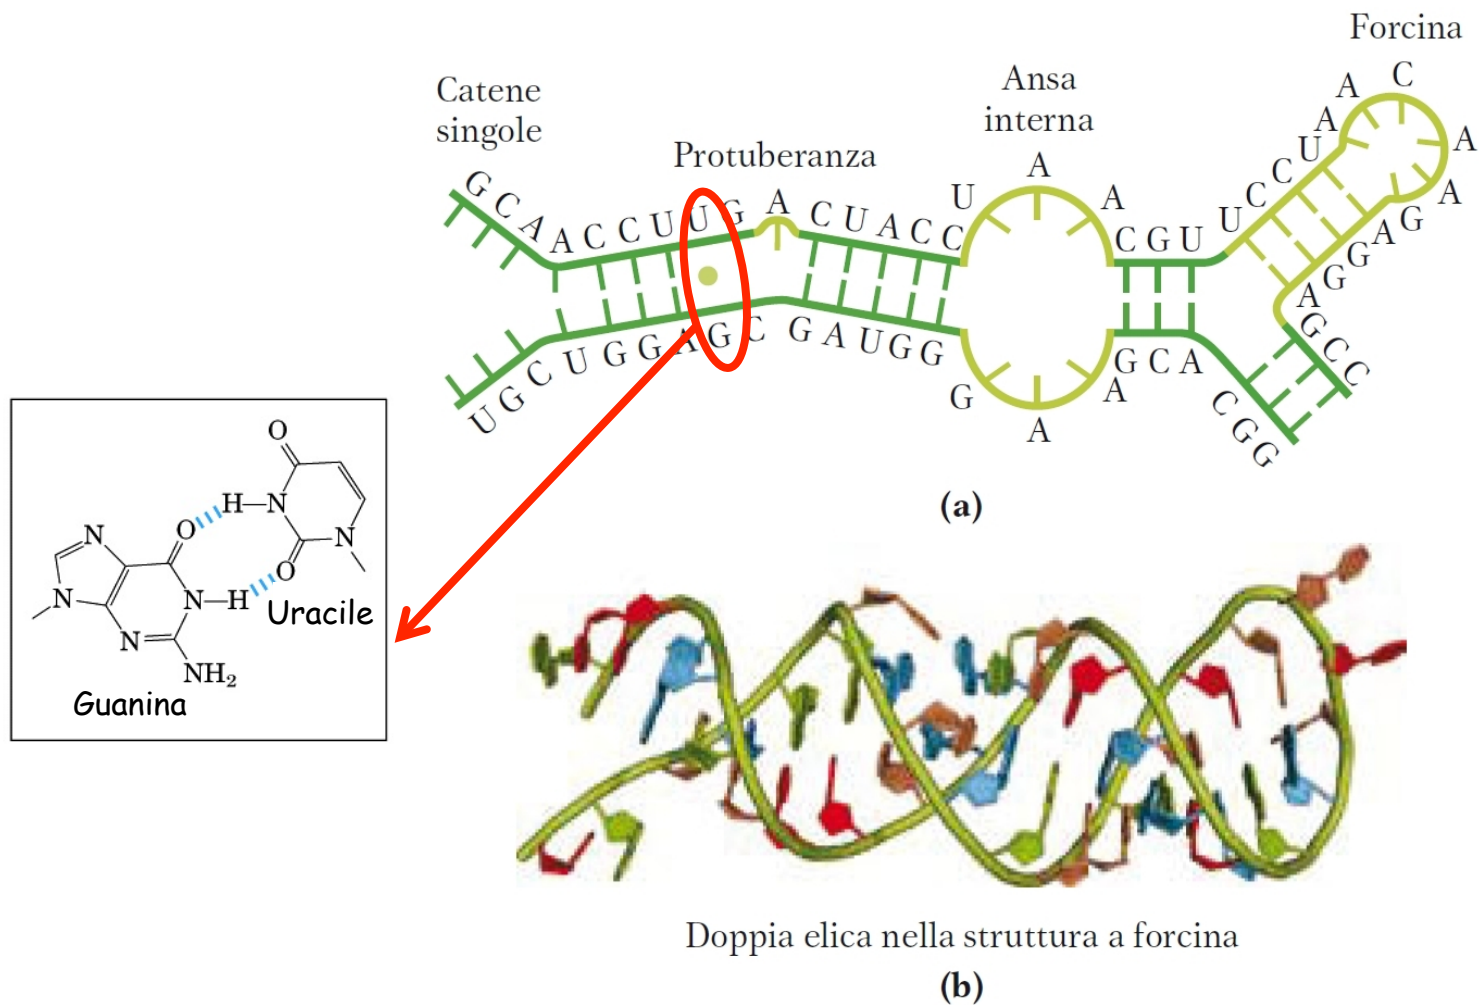 Forcina
Catene
singole
Protuberanza
Ansa
interna
G C A A C C U U G A C U A C C U A A C G U U C C U A A C A A G A G G A G C C
U G C U G G A G C G A U G G G A A G C A C G G
O
H N
O
N
N
O
N H
N
N
NH₂
Uracile
Guanina
(a)
Doppia elica nella struttura a forcina
(b)